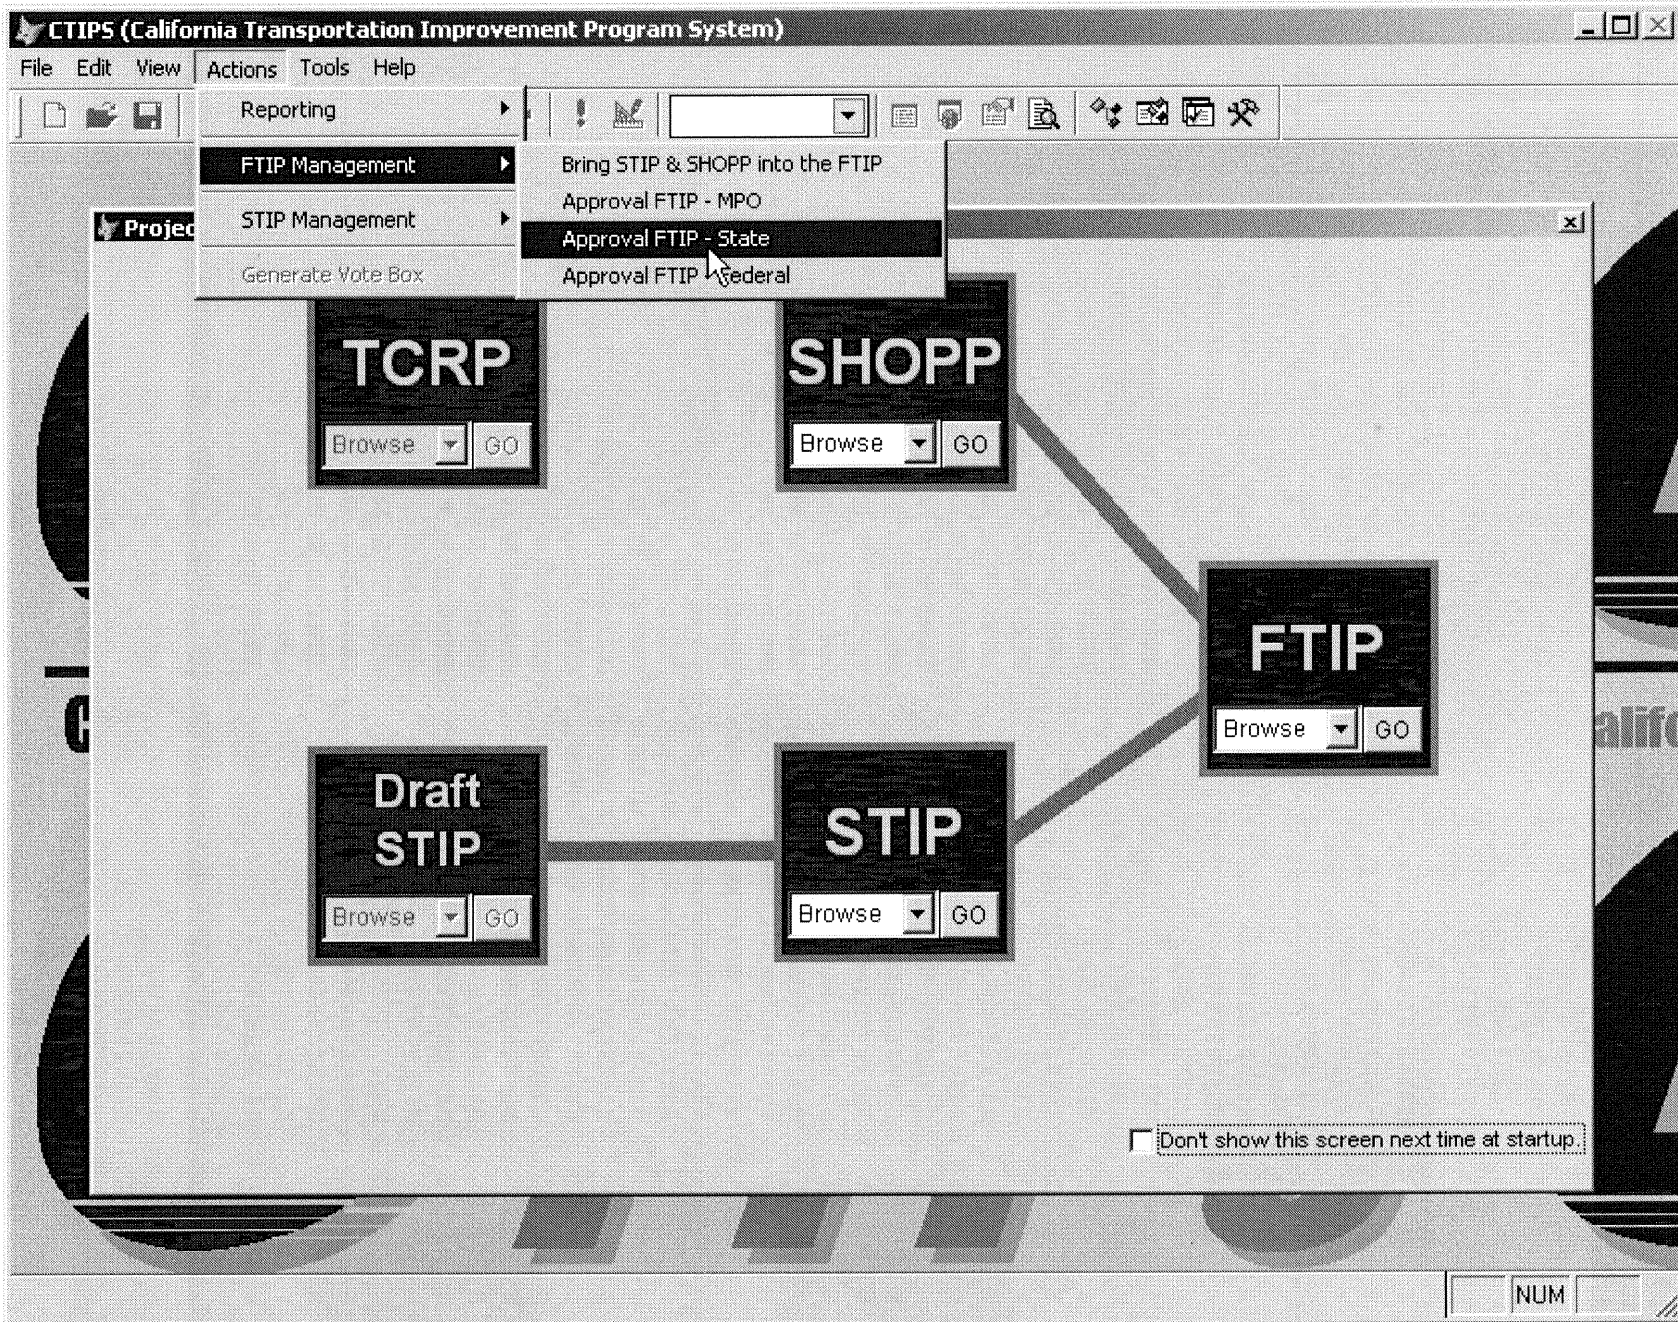 CTIPS (California Transportation Improvement Program System)
File Edit View Actions Tools Help
Reporting
FTIP Management
STIP Management
Generate Vote Box
Bring STIP & SHOPP into the FTIP
Approval FTIP - MPO
Approval FTIP - State
Approval FTIP - Federal
Projec
TCRP
Browse GO
SHOPP
Browse GO
FTIP
Browse GO
Draft
STIP
Browse GO
STIP
Browse GO
alifo
Don't show this screen next time at startup.
NUM